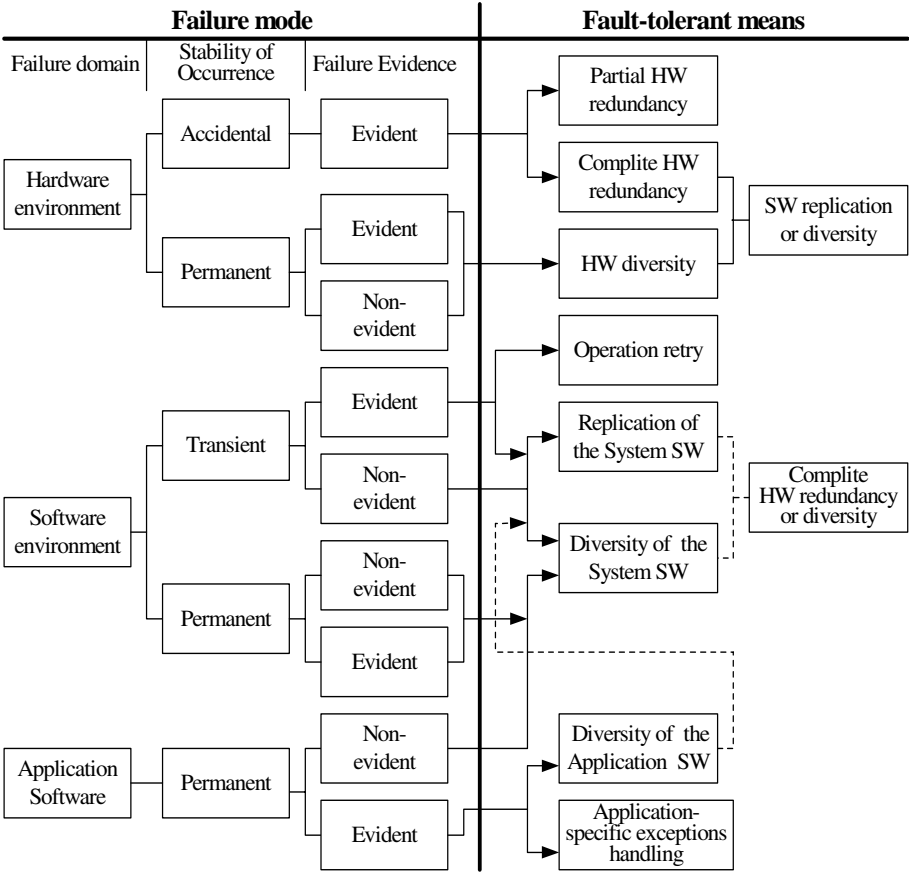 Failure mode
Fault-tolerant means
Failure domain
Stability of
Occurrence
Failure Evidence
Hardware
environment
Accidental
Evident
Permanent
Evident
Non-
evident
Partial HW
redundancy
Complite HW
redundancy
HW diversity
SW replication
or diversity
Software
environment
Transient
Evident
Non-
evident
Permanent
Non-
evident
Evident
Operation retry
Replication of
the System SW
Diversity of the
System SW
Complite
HW redundancy
or diversity
Application
Software
Permanent
Non-
evident
Evident
Diversity of the
Application SW
Application-
specific exceptions
handling